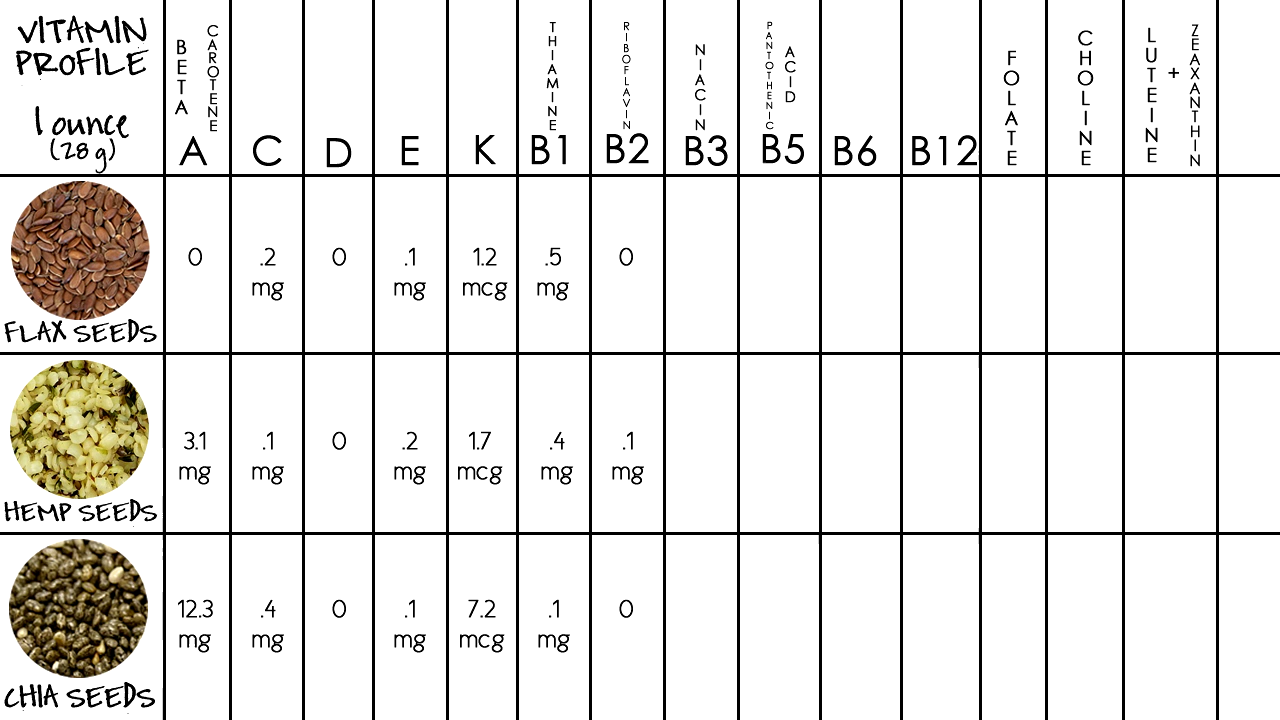 VITAMIN
PROFILE
1 ounce
(28 g)
BETA CAROTENE
A
C
D
E
K
THIAMINE
B1
RIBOFLAVIN
B2
NIACIN
B3
PANTOTHENIC ACID
B5
B6
B12
FOLATE
CHOLINE
LUTEINE + ZEAXANTHIN
FLAX SEEDS
0
.2
mg
0
.1
mg
1.2
mcg
.5
mg
0
HEMP SEEDS
3.1
mg
.1
mg
0
.2
mg
1.7
mcg
.4
mg
.1
mg
CHIA SEEDS
12.3
mg
.4
mg
0
.1
mg
7.2
mcg
.1
mg
0